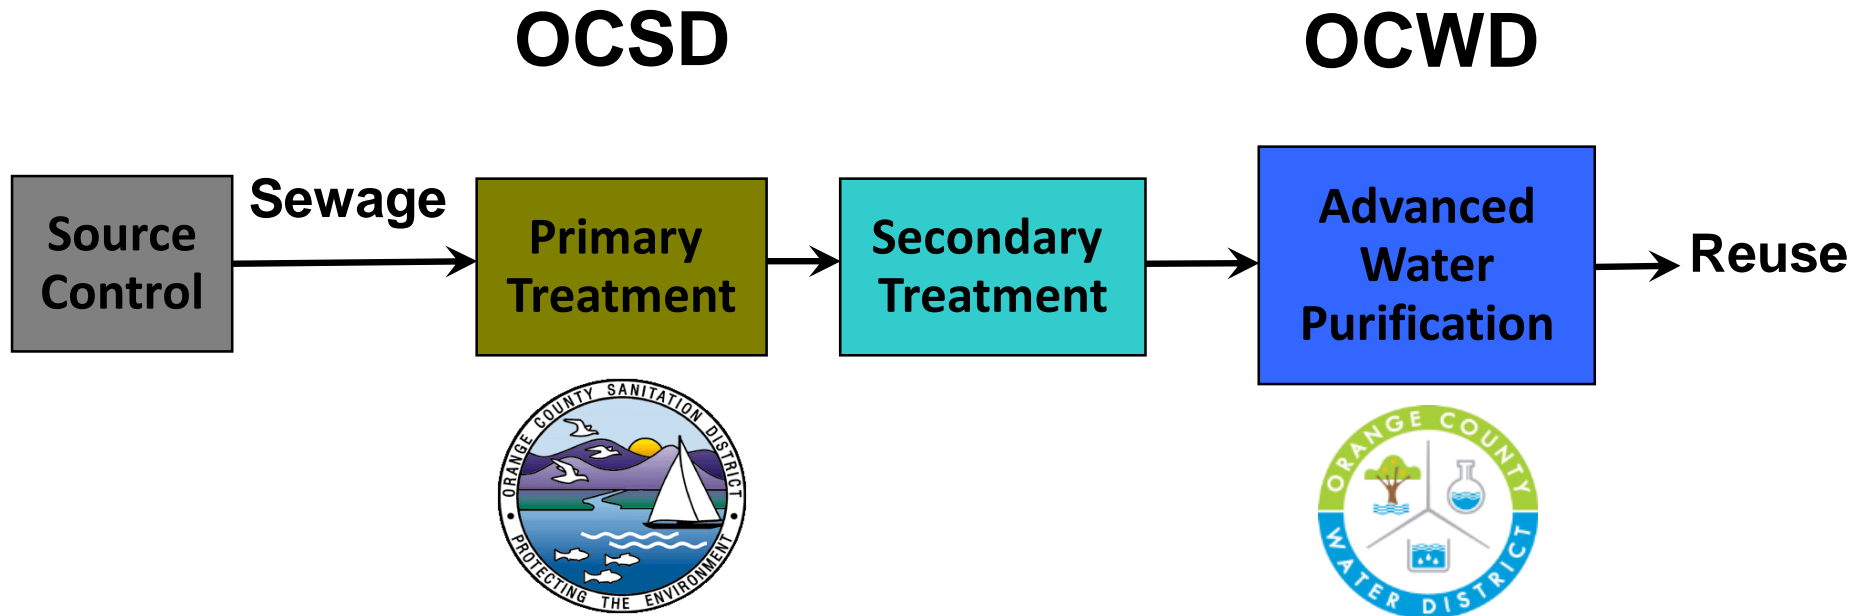 OCSD
OCWD
Source
Control
Sewage
Primary
Treatment
Secondary
Treatment
Advanced
Water
Purification
Reuse
ORANGE COUNTY SANITATION DISTRICT
• PROTECTING THE ENVIRONMENT •
ORANGE COUNTY
WATER DISTRICT